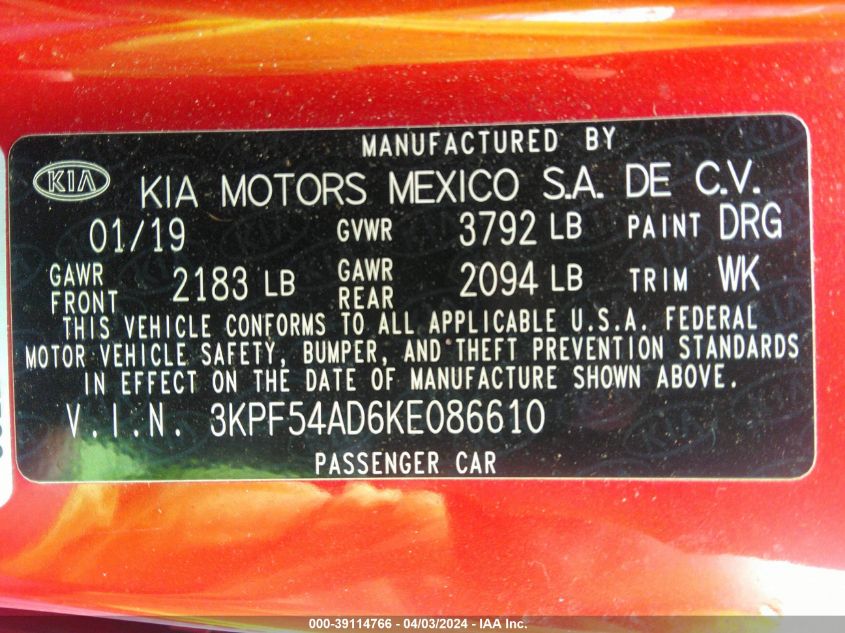 MANUFACTURED BY
KIA KIA MOTORS MEXICO S.A. DE C.V.
01/19 GVWR 3792 LB PAINT DRG
GAWR FRONT 2183 LB GAWR REAR 2094 LB TRIM WK
THIS VEHICLE CONFORMS TO ALL APPLICABLE U.S.A. FEDERAL
MOTOR VEHICLE SAFETY, BUMPER, AND THEFT PREVENTION STANDARDS
IN EFFECT ON THE DATE OF MANUFACTURE SHOWN ABOVE.
V.I.N. 3KPF54AD6KE086610
PASSENGER CAR
000-39114766 - 04/03/2024 - IAA Inc.